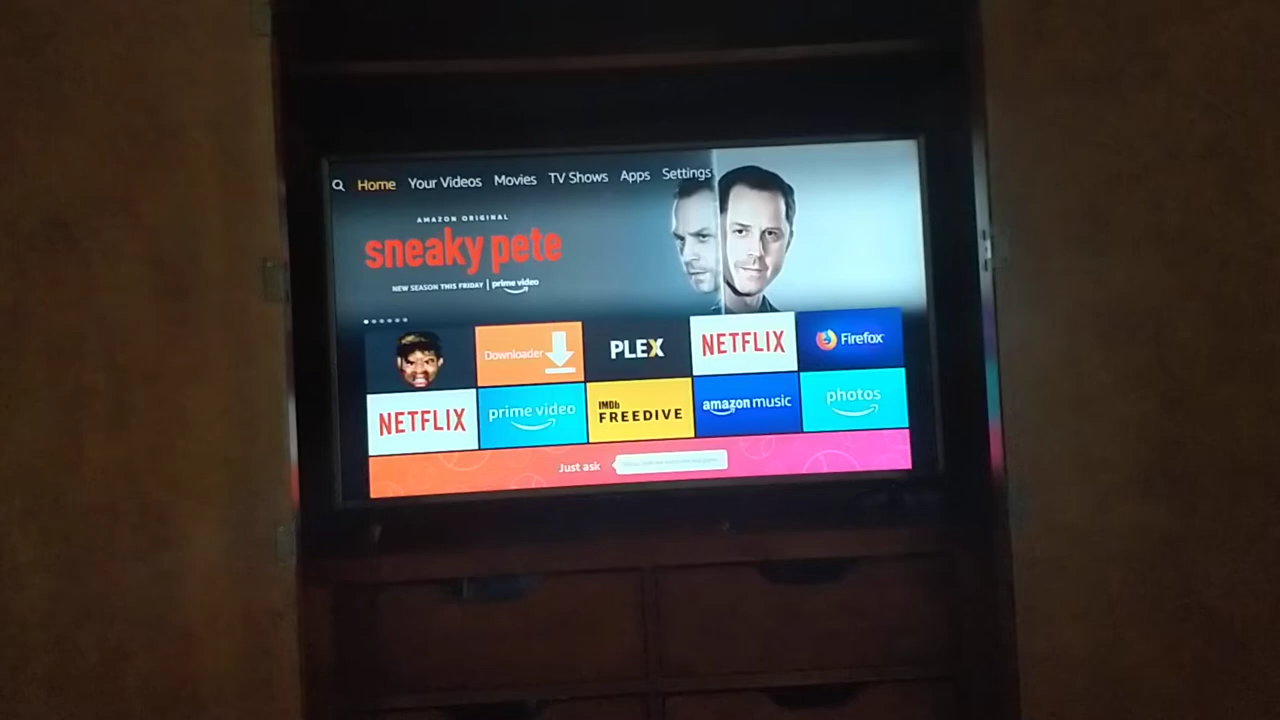 Home Your Videos Movies TV Shows Apps Settings
AMAZON ORIGINAL
sneaky pete
NEW SEASON THIS FRIDAY | prime video
Downloader PLEX NETFLIX Firefox
NETFLIX prime video IMDb FREEDIVE amazon music photos
Just ask